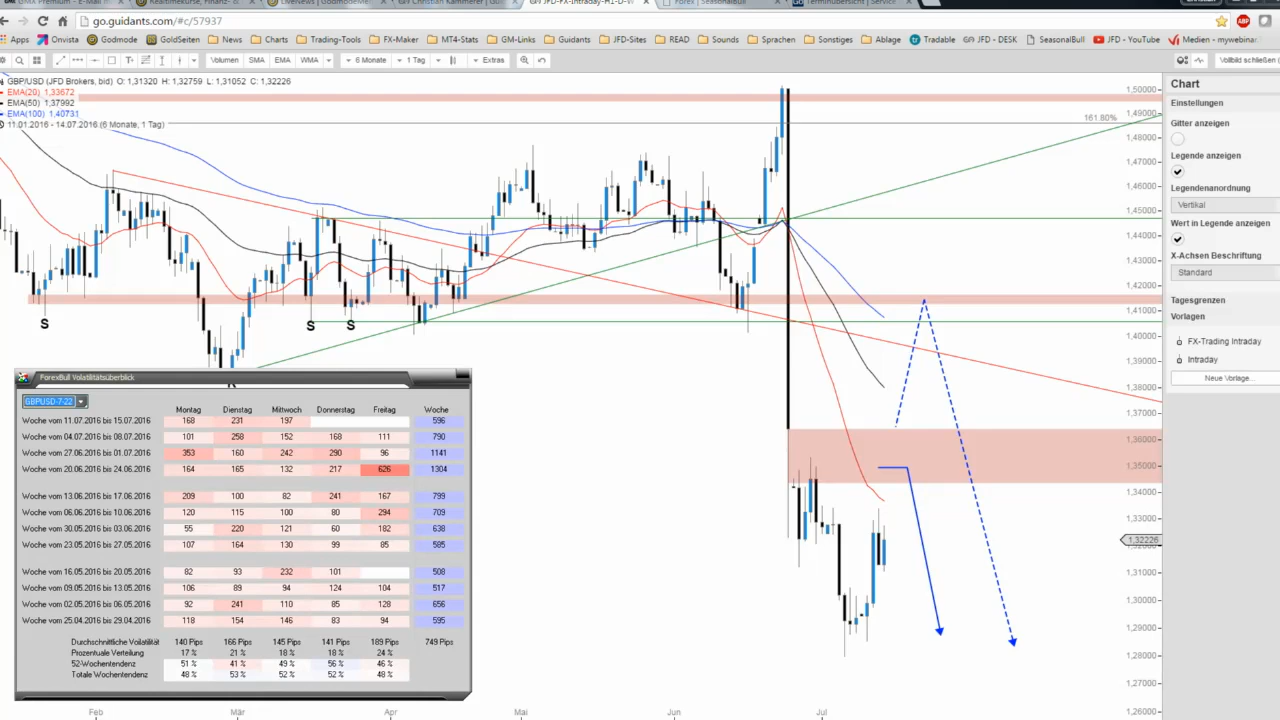 GMX Premium - E-Mail
Realtimekurse, Finanz- u
LiveNews | GodmodeMe
Christian Kämmerer | G
JFD-FX-Intraday-H1-D-W
Forex | SeasonalBull
Terminübersicht | Service
go.guidants.com/#c/57937
Apps Onvista Godmode GoldSeiten News Charts Trading-Tools FX-Maker MT4-Stats GM-Links Guidants JFD-Sites READ Sounds Sprachen Sonstiges Ablage Tradable JFD - DESK SeasonalBull JFD - YouTube Medien - mywebinar
Volumen SMA EMA WMA 6 Monate 1 Tag Extras Vollbild schließen
GBP/USD (JFD Brokers, bid) O: 1,31320 H: 1,32759 L: 1,31052 C: 1,32226
EMA(20) 1,33672
EMA(50) 1,37992
EMA(100) 1,40731
11.01.2016 - 14.07.2016 (6 Monate, 1 Tag)
161.80%
1,50000
1,49000
1,48000
1,47000
1,46000
1,45000
1,44000
1,43000
1,42000
1,41000
1,40000
1,39000
1,38000
1,37000
1,36000
1,35000
1,34000
1,33000
1,32226
1,31000
1,30000
1,29000
1,28000
1,27000
1,26000
S
S
S
Chart
Einstellungen
Gitter anzeigen
Legende anzeigen
Legendenanordnung
Vertikal
Wert in Legende anzeigen
X-Achsen Beschriftung
Standard
Tagesgrenzen
Vorlagen
FX-Trading Intraday
Intraday
Neue Vorlage...
ForexBull Volatilitätsüberblick
GBPUSD-7-22
Montag Dienstag Mittwoch Donnerstag Freitag Woche
Woche vom 11.07.2016 bis 15.07.2016 168 231 197 596
Woche vom 04.07.2016 bis 08.07.2016 101 258 152 168 111 790
Woche vom 27.06.2016 bis 01.07.2016 353 160 242 290 96 1141
Woche vom 20.06.2016 bis 24.06.2016 164 165 132 217 626 1304
Woche vom 13.06.2016 bis 17.06.2016 209 100 82 241 167 799
Woche vom 06.06.2016 bis 10.06.2016 120 115 100 80 294 709
Woche vom 30.05.2016 bis 03.06.2016 55 220 121 60 182 638
Woche vom 23.05.2016 bis 27.05.2016 107 164 130 99 85 585
Woche vom 16.05.2016 bis 20.05.2016 82 93 232 101 508
Woche vom 09.05.2016 bis 13.05.2016 106 89 94 124 104 517
Woche vom 02.05.2016 bis 06.05.2016 92 241 110 85 128 656
Woche vom 25.04.2016 bis 29.04.2016 118 154 146 83 94 595
Durchschnittliche Volatilität 140 Pips 166 Pips 145 Pips 141 Pips 189 Pips 749 Pips
Prozentuale Verteilung 17 % 21 % 18 % 18 % 24 %
52-Wochentendenz 51 % 41 % 49 % 56 % 46 %
Totale Wochentendenz 48 % 53 % 52 % 52 % 48 %
Feb Mär Apr Mai Jun Jul